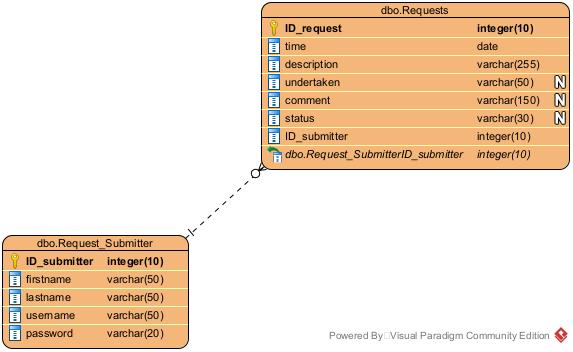 dbo.Requests
ID_request integer(10)
time date
description varchar(255)
undertaken varchar(50) N
comment varchar(150) N
status varchar(30) N
ID_submitter integer(10)
dbo.Request_SubmitterID_submitter integer(10)
dbo.Request_Submitter
ID_submitter integer(10)
firstname varchar(50)
lastname varchar(50)
username varchar(50)
password varchar(20)
Powered By Visual Paradigm Community Edition